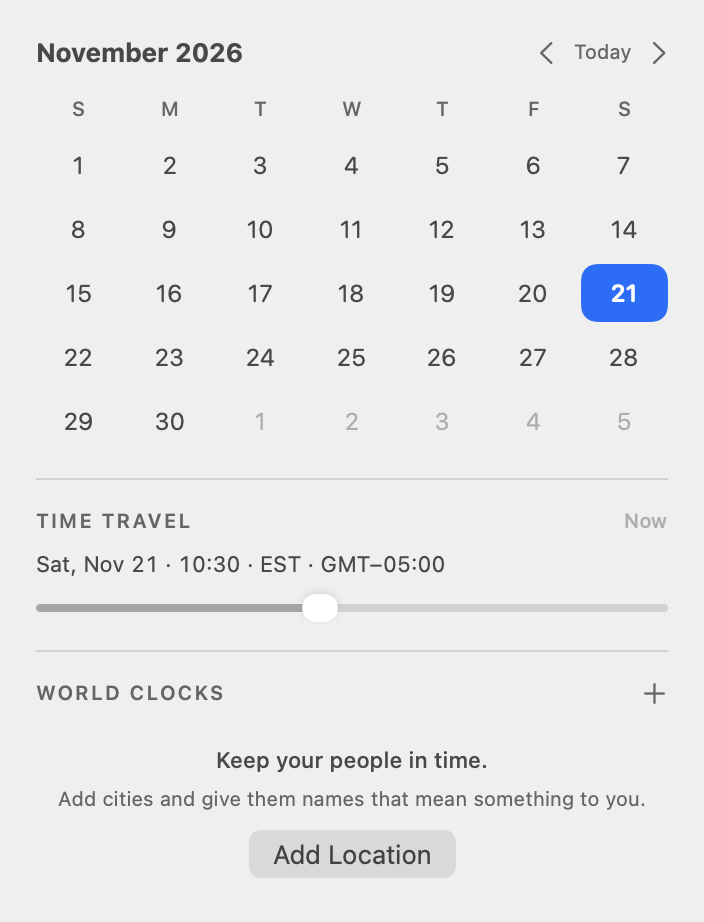 November 2026 Today
S M T W T F S
1 2 3 4 5 6 7
8 9 10 11 12 13 14
15 16 17 18 19 20 21
22 23 24 25 26 27 28
29 30 1 2 3 4 5
TIME TRAVEL Now
Sat, Nov 21 · 10:30 · EST · GMT−05:00
WORLD CLOCKS
Keep your people in time.
Add cities and give them names that mean something to you.
Add Location